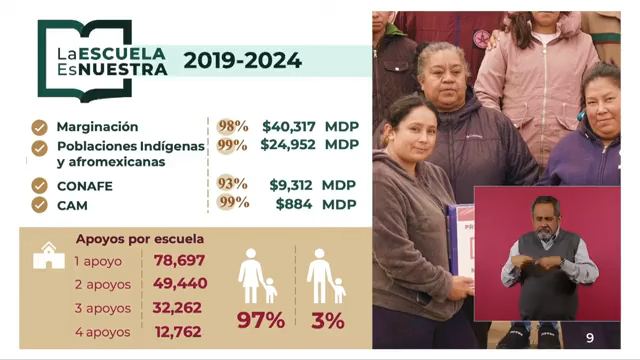 La ESCUELA
Es NUESTRA
2019-2024
Marginación 98% $40,317 MDP
Poblaciones Indígenas 99% $24,952 MDP
y afromexicanas
CONAFE 93% $9,312 MDP
CAM 99% $884 MDP
Apoyos por escuela
1 apoyo 78,697
2 apoyos 49,440
3 apoyos 32,262
4 apoyos 12,762
97% 3%
9